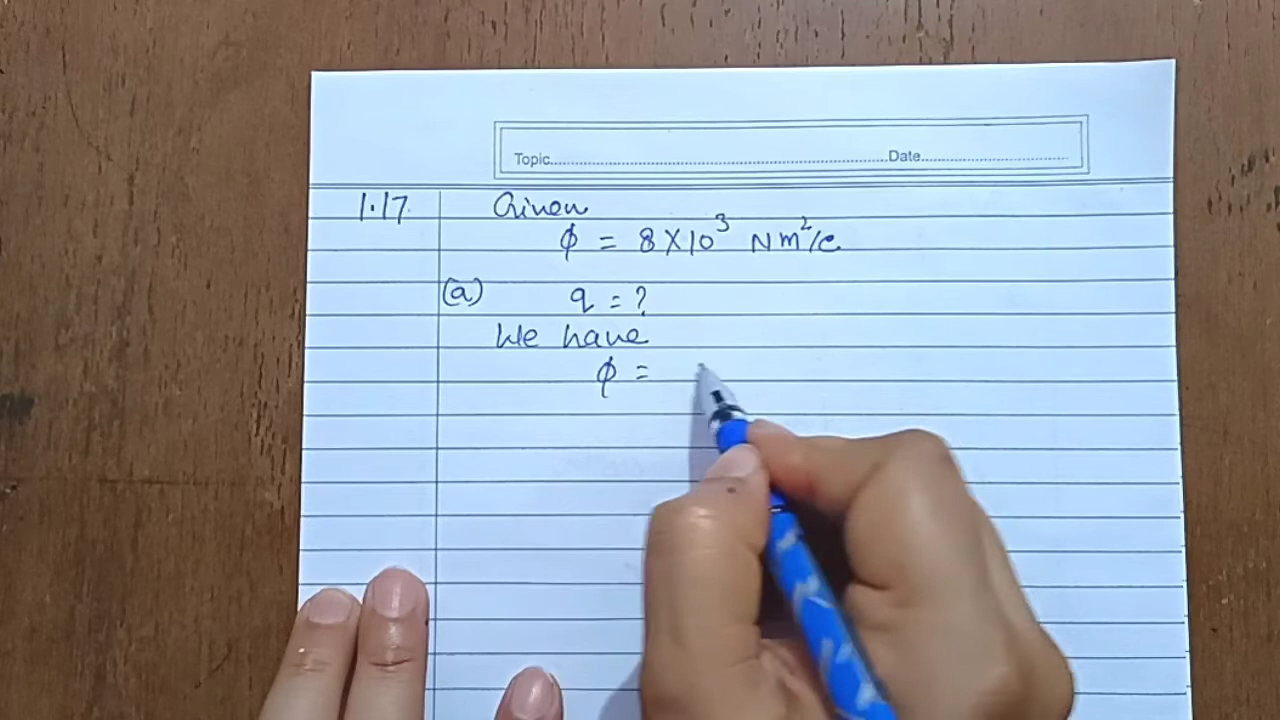 Topic.................Date.................
1.17. Given
ϕ = 8×10³ Nm²/c
(a) q = ?
We have
ϕ =